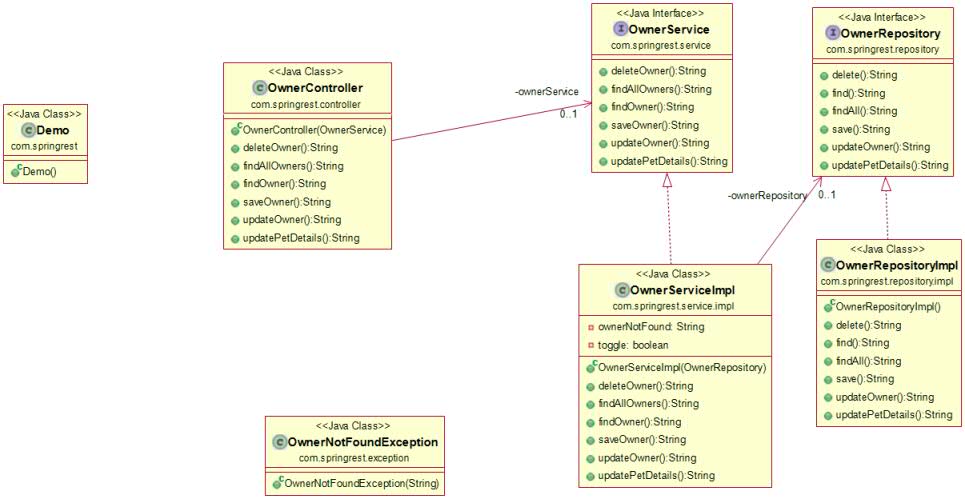 <<Java Class>>
Demo
com.springrest
Demo()
<<Java Class>>
OwnerController
com.springrest.controller
OwnerController(OwnerService)
deleteOwner():String
findAllOwners():String
findOwner():String
saveOwner():String
updateOwner():String
updatePetDetails():String
-ownerService
0..1
<<Java Interface>>
OwnerService
com.springrest.service
deleteOwner():String
findAllOwners():String
findOwner():String
saveOwner():String
updateOwner():String
updatePetDetails():String
<<Java Interface>>
OwnerRepository
com.springrest.repository
delete():String
find():String
findAll():String
save():String
updateOwner():String
updatePetDetails():String
-ownerRepository
0..1
<<Java Class>>
OwnerServiceImpl
com.springrest.service.impl
ownerNotFound: String
toggle: boolean
OwnerServiceImpl(OwnerRepository)
deleteOwner():String
findAllOwners():String
findOwner():String
saveOwner():String
updateOwner():String
updatePetDetails():String
<<Java Class>>
OwnerRepositoryImpl
com.springrest.repository.impl
OwnerRepositoryImpl()
delete():String
find():String
findAll():String
save():String
updateOwner():String
updatePetDetails():String
<<Java Class>>
OwnerNotFoundException
com.springrest.exception
OwnerNotFoundException(String)